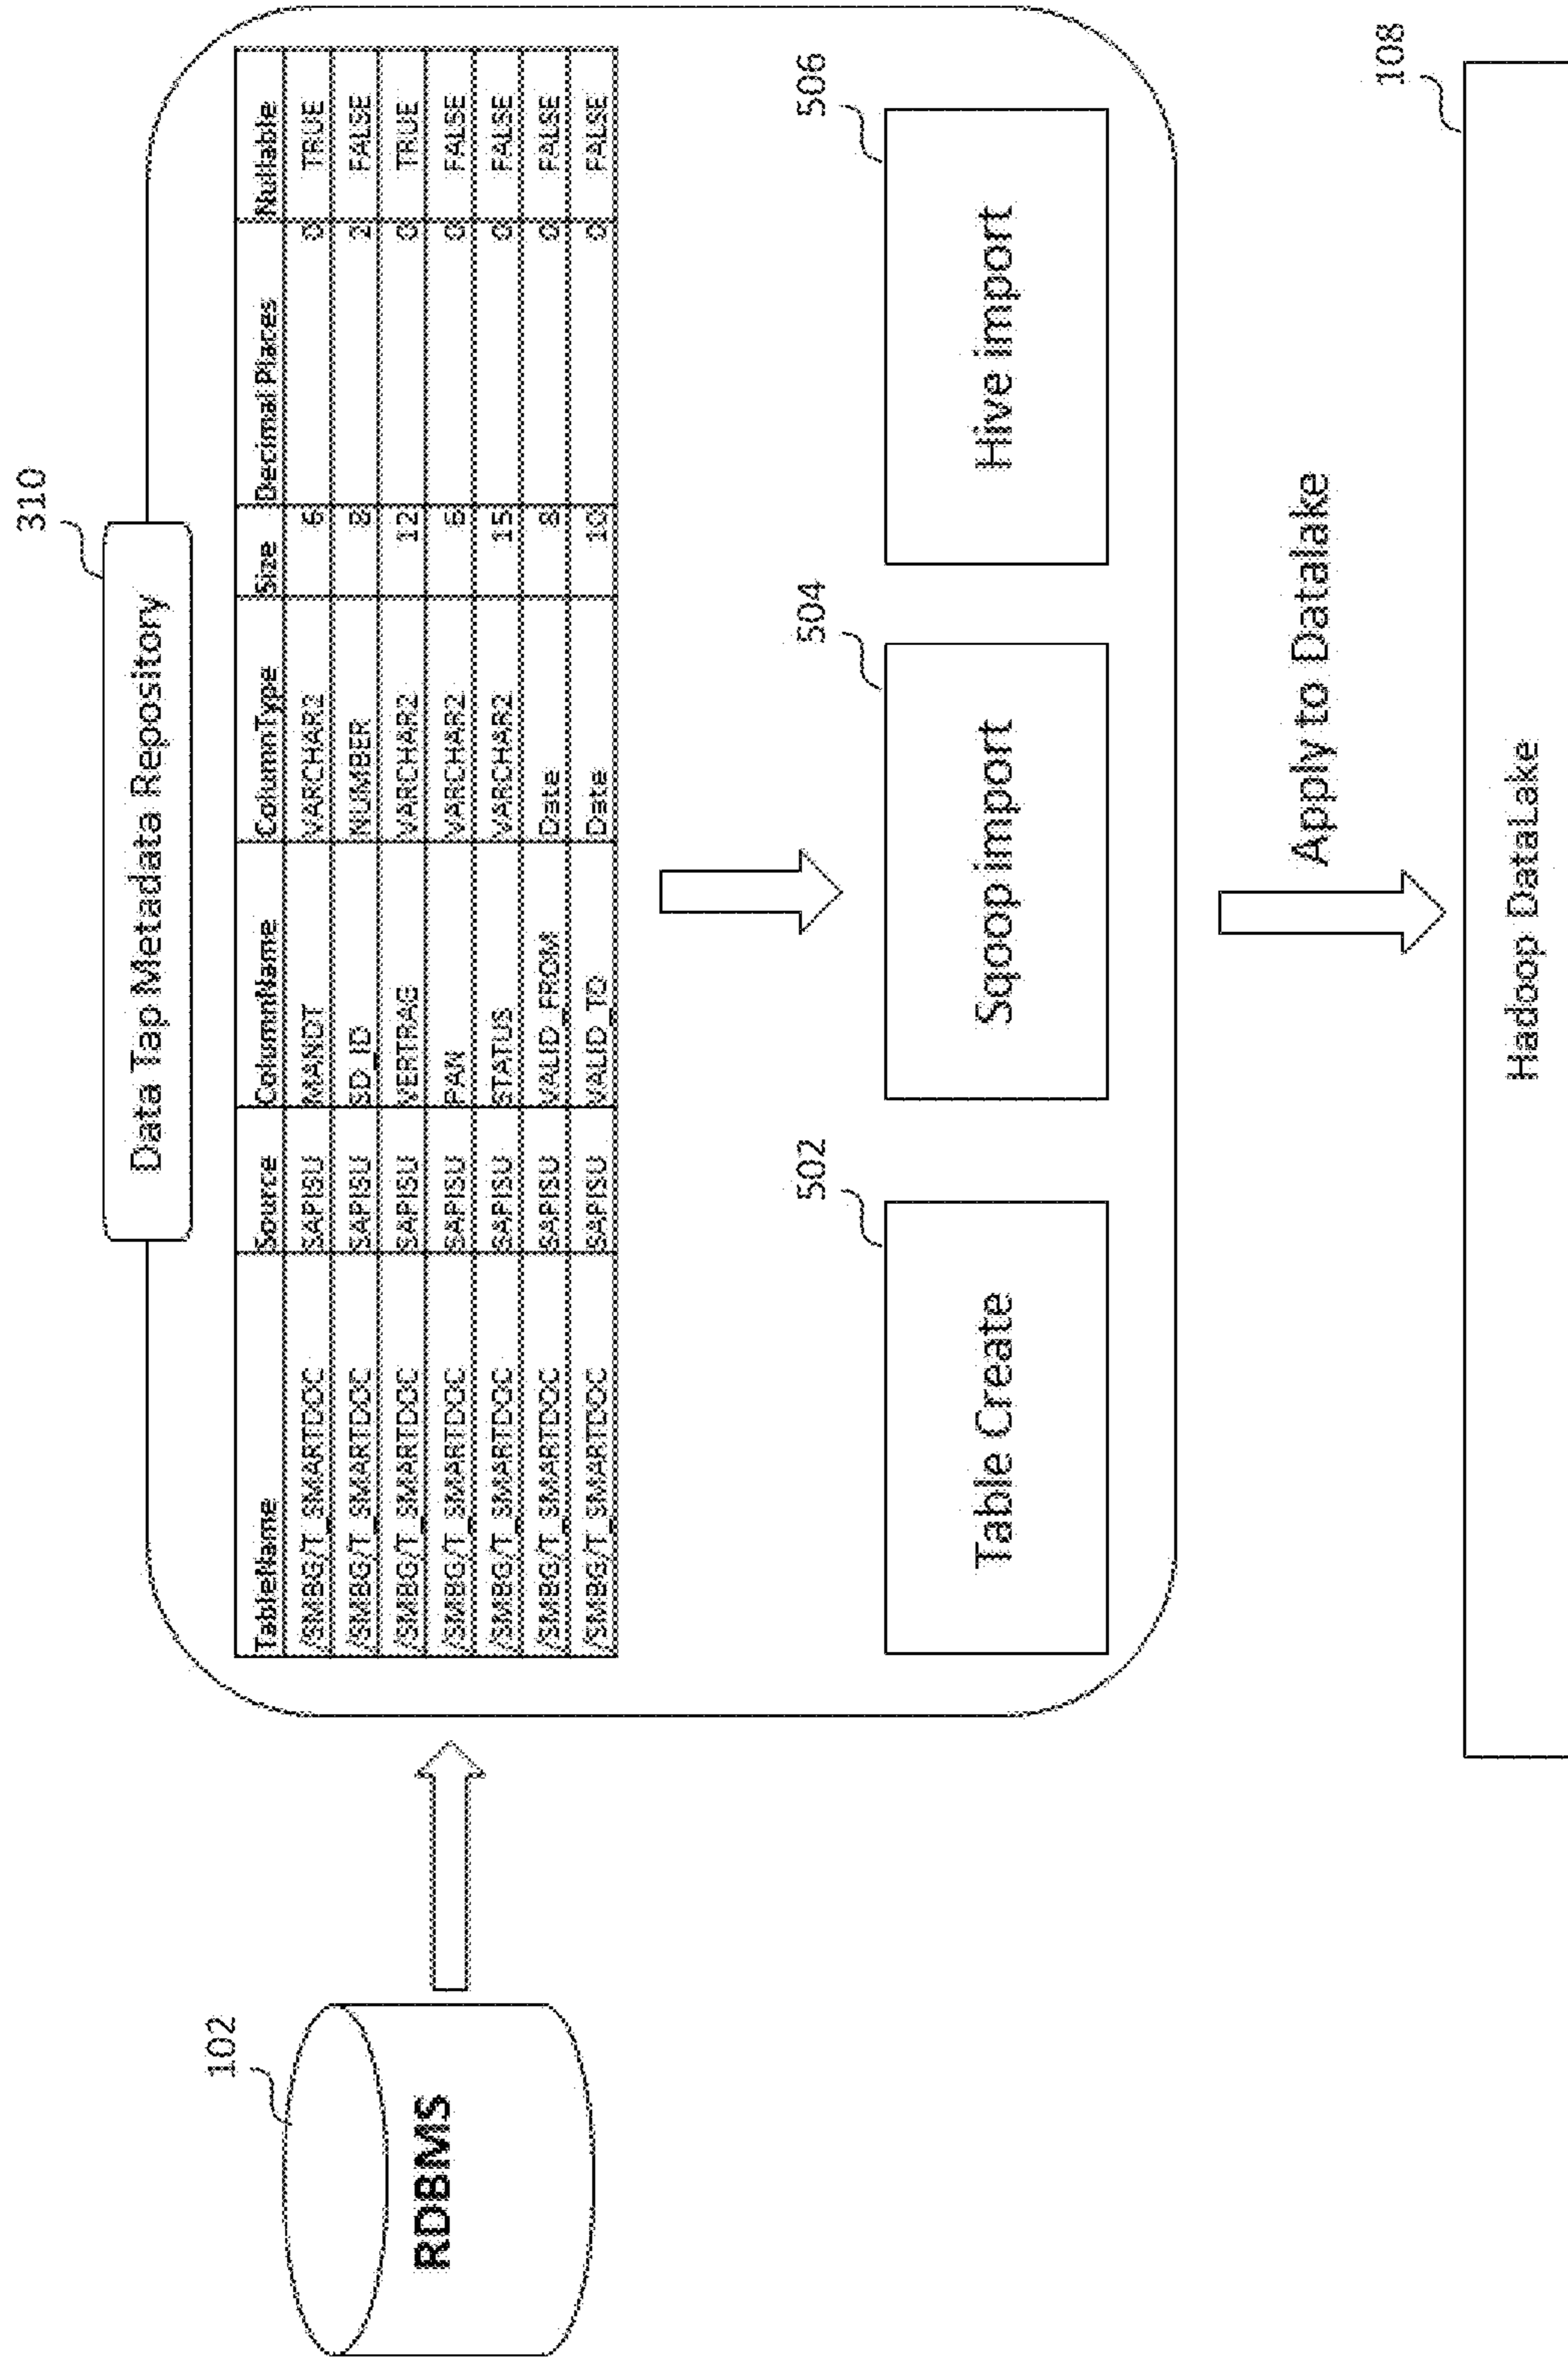 310
Data Tap Metadata Repository
TableName Source ColumnName ColumnType Size Decimal Places Nullable
/SMBG/T_SMARTDOC SAPISU MANDT VARCHAR2 6 0 TRUE
/SMBG/T_SMARTDOC SAPISU SD_ID NUMBER 8 2 FALSE
/SMBG/T_SMARTDOC SAPISU VERTRAG VARCHAR2 12 0 TRUE
/SMBG/T_SMARTDOC SAPISU PAN VARCHAR2 6 0 FALSE
/SMBG/T_SMARTDOC SAPISU STATUS VARCHAR2 15 0 FALSE
/SMBG/T_SMARTDOC SAPISU VALID_FROM Date 8 0 FALSE
/SMBG/T_SMARTDOC SAPISU VALID_TO Date 10 0 FALSE
102
RDBMS
502
Table Create
504
Sqoop import
506
Hive import
Apply to Datalake
108
Hadoop DataLake